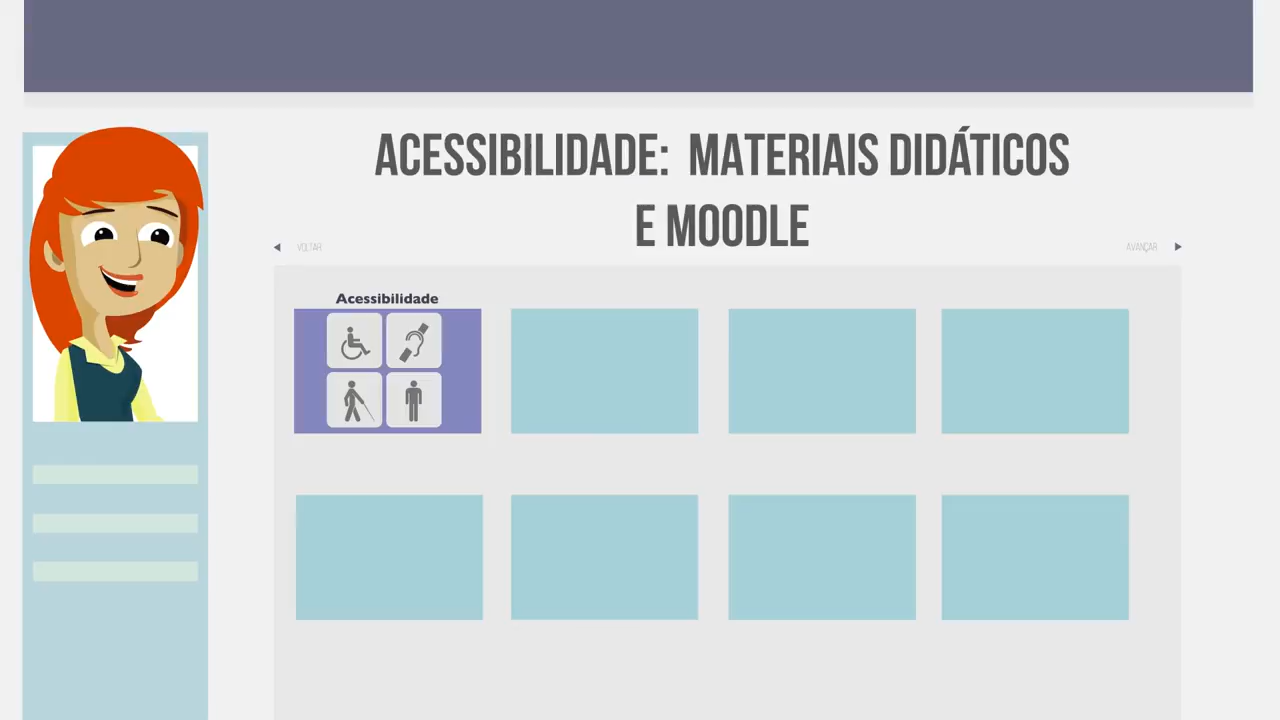 ACESSIBILIDADE: MATERIAIS DIDÁTICOS
E MOODLE
VOLTAR
AVANÇAR
Acessibilidade